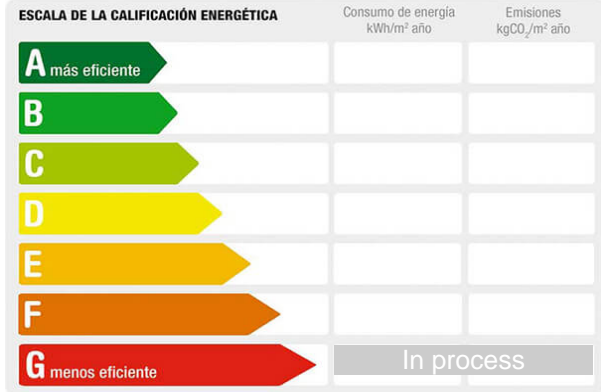 ESCALA DE LA CALIFICACIÓN ENERGÉTICA
Consumo de energía
kWh/m² año
Emisiones
kgCO₂/m² año
A más eficiente
B
C
D
E
F
G menos eficiente
In process